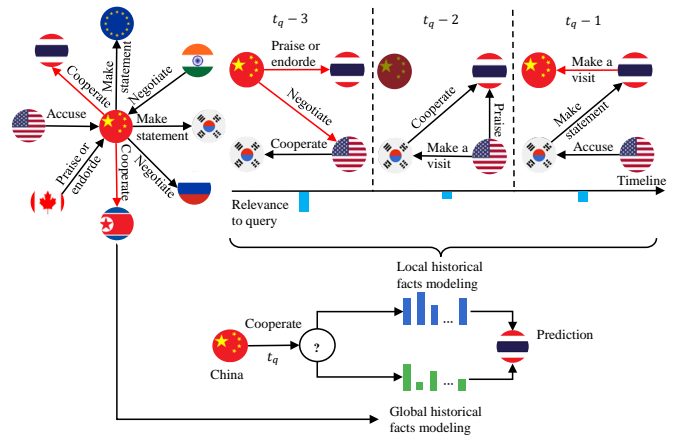 Cooperate
Make
statement
Negotiate
Accuse
Make
statement
Praise or
endorde
Cooperate
Negotiate
t_q − 3
Praise or
endorde
Negotiate
Cooperate
t_q − 2
Cooperate
Praise
Make a
visit
t_q − 1
Make a
visit
Make
statement
Accuse
Timeline
Relevance
to query
Local historical
facts modeling
Cooperate
t_q
China
?
...
...
Prediction
Global historical
facts modeling